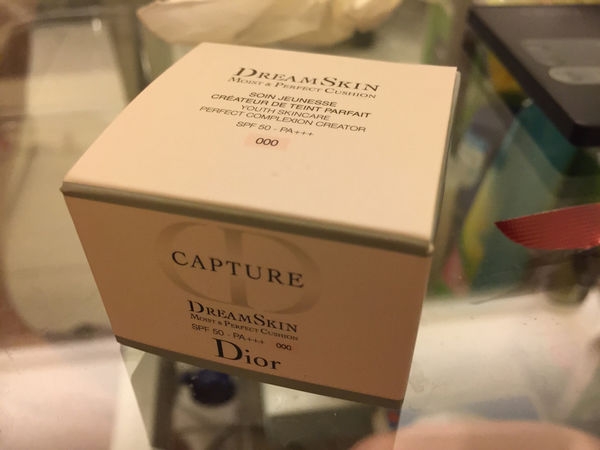 DREAMSKIN
MOIST & PERFECT CUSHION
SOIN JEUNESSE
CRÉATEUR DE TEINT PARFAIT
YOUTH SKINCARE
PERFECT COMPLEXION CREATOR
SPF 50 - PA+++
000
CAPTURE
DREAMSKIN
MOIST & PERFECT CUSHION
SPF 50 - PA+++ 000
Dior